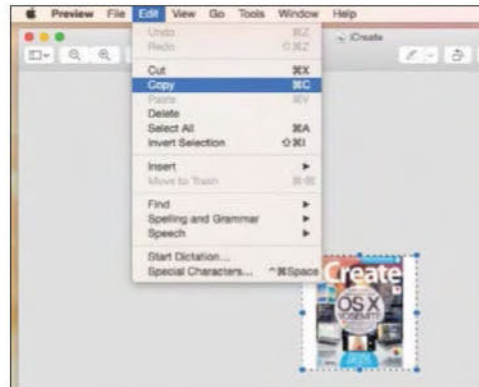 Preview File Edit View Go Tools Window Help
iCreate
Undo ⌘Z
Redo ⇧⌘Z
Cut ⌘X
Copy ⌘C
Paste ⌘V
Delete
Select All ⌘A
Invert Selection ⇧⌘I
Insert ▶
Move to Trash
Find ▶
Spelling and Grammar ▶
Speech ▶
Start Dictation...
Special Characters... ^⌘Space
Create
OS X
YOSEMITE